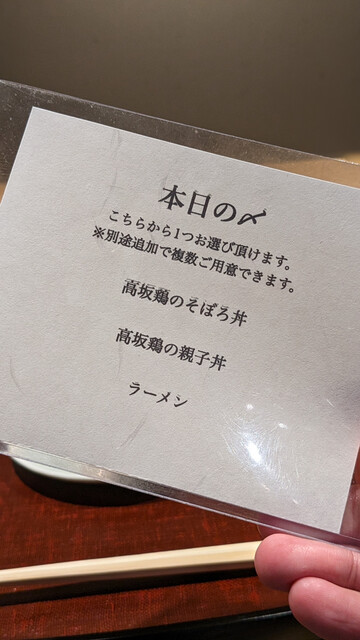 本日の〆
こちらから1つお選び頂けます。
※別途追加で複数ご用意できます。
高坂鶏のそぼろ丼
高坂鶏の親子丼
ラーメン